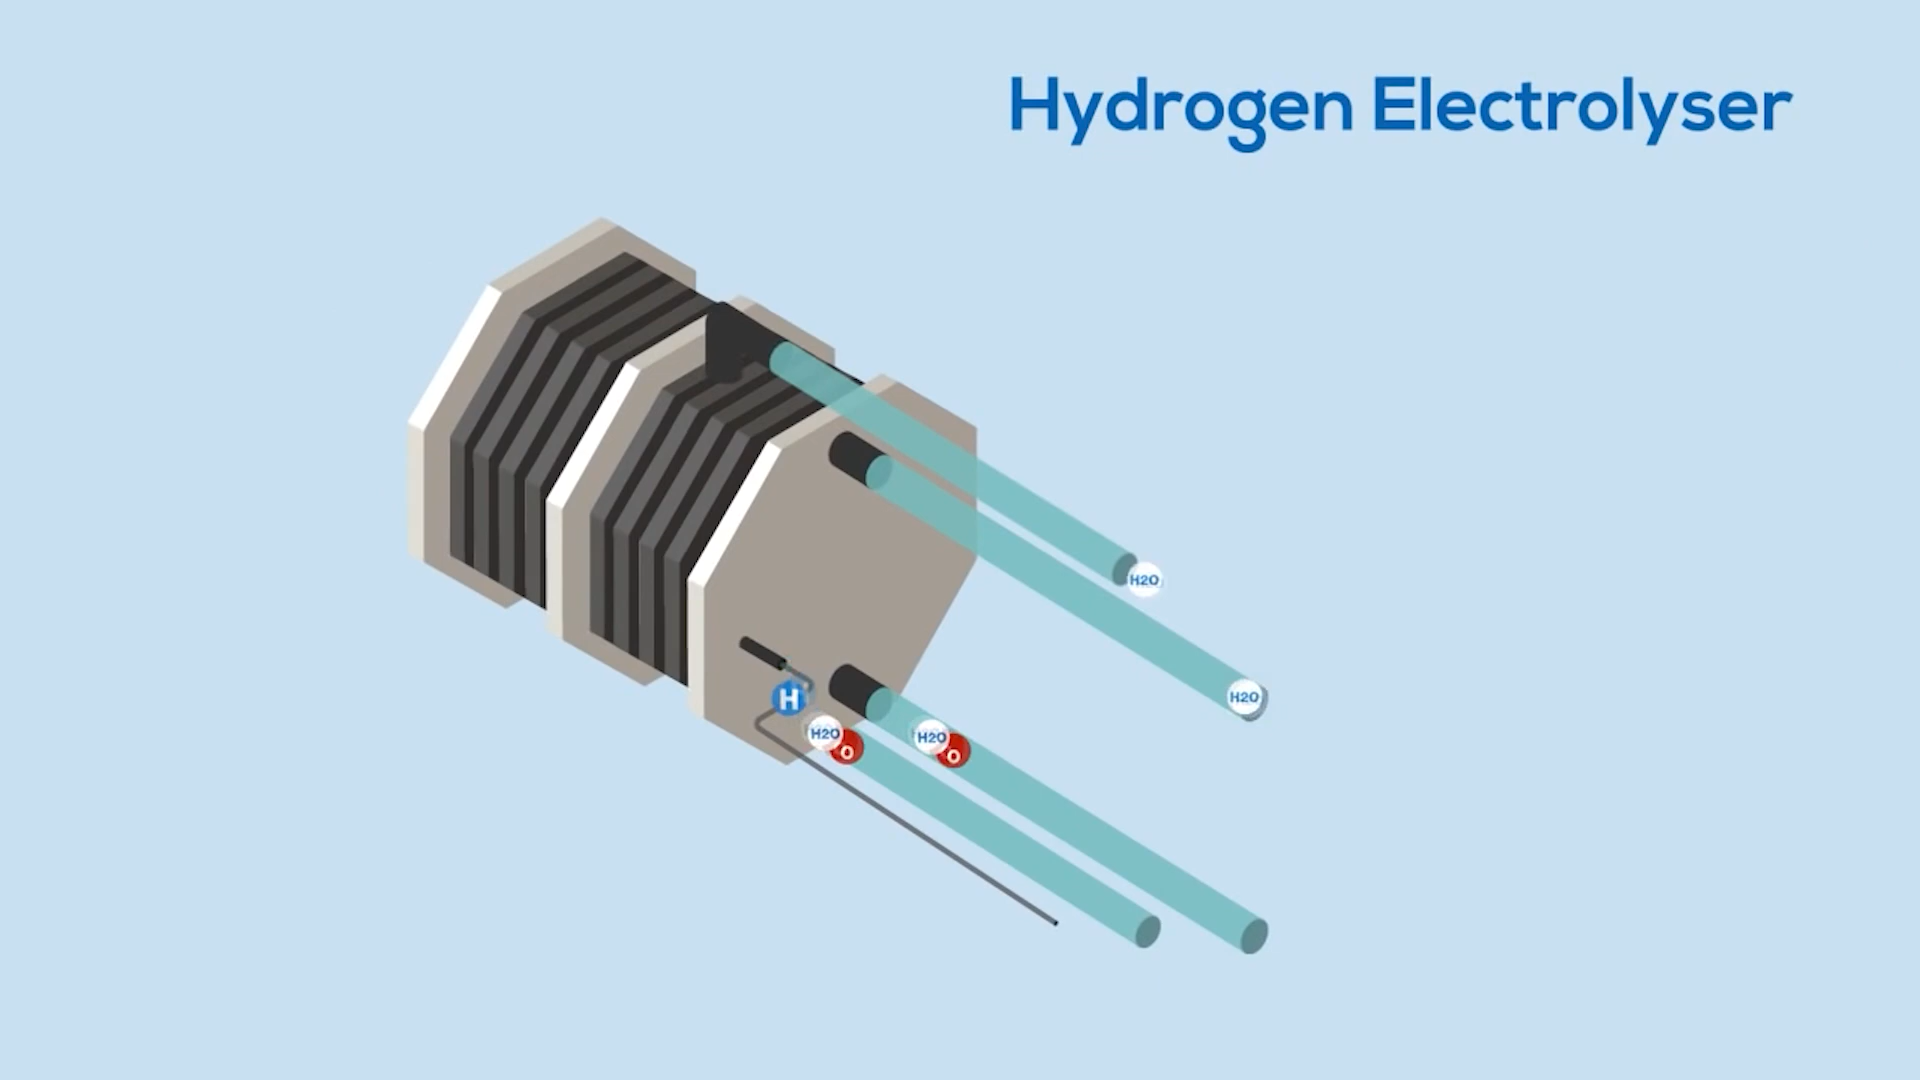 Hydrogen Electrolyser
H2O
H2O
H
H2O
O
H2O
O